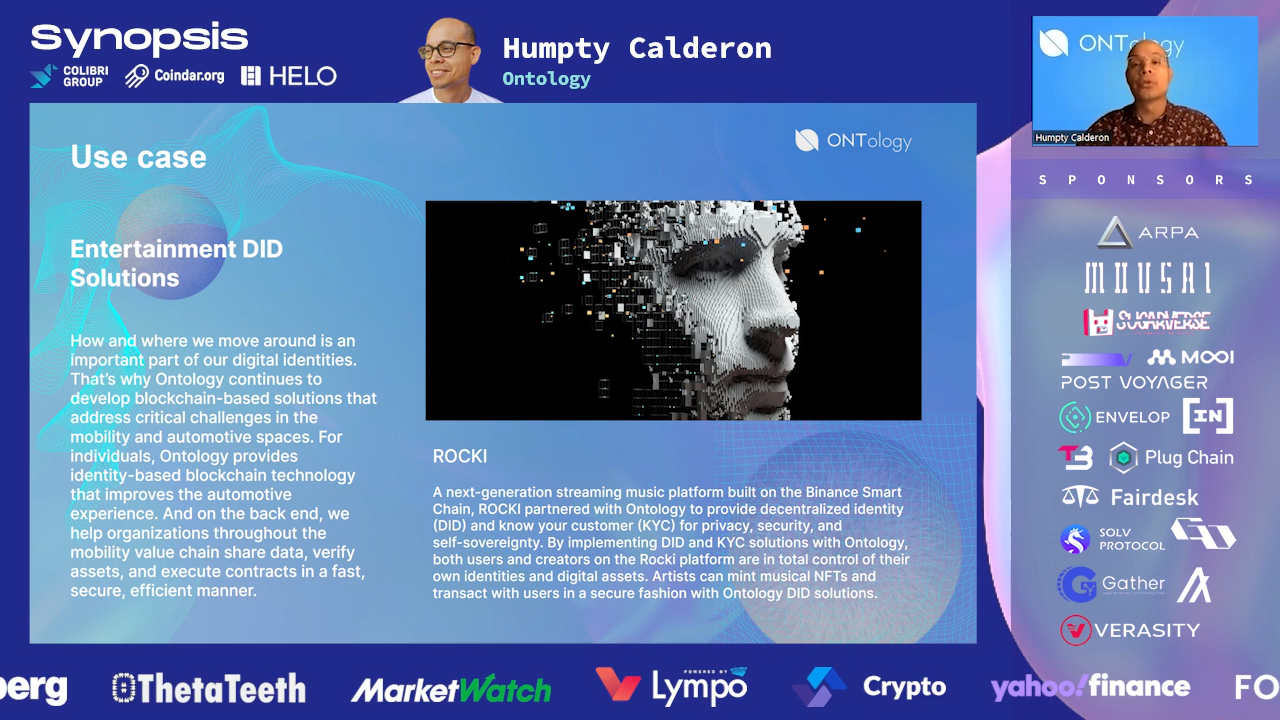 Synopsis
COLIBRI
GROUP
Coindar.org
HELO
Humpty Calderon
Ontology
ONTology
Humpty Calderon
Use case
ONTology
Entertainment DID
Solutions
How and where we move around is an
important part of our digital identities.
That's why Ontology continues to
develop blockchain-based solutions that
address critical challenges in the
mobility and automotive spaces. For
individuals, Ontology provides
identity-based blockchain technology
that improves the automotive
experience. And on the back end, we
help organizations throughout the
mobility value chain share data, verify
assets, and execute contracts in a fast,
secure, efficient manner.
ROCKI
A next-generation streaming music platform built on the Binance Smart
Chain, ROCKI partnered with Ontology to provide decentralized identity
(DID) and know your customer (KYC) for privacy, security, and
self-sovereignty. By implementing DID and KYC solutions with Ontology,
both users and creators on the Rocki platform are in total control of their
own identities and digital assets. Artists can mint musical NFTs and
transact with users in a secure fashion with Ontology DID solutions.
SPONSORS
ARPA
MOUSAI
SUGARVERSE
MOOI
POST VOYAGER
ENVELOP
[IN]
TB
Plug Chain
Fairdesk
SOLV
PROTOCOL
Gather
VERASITY
berg
#ThetaTeeth
MarketWatch
POWERED BY
Lympo
Crypto
yahoo!finance
FO